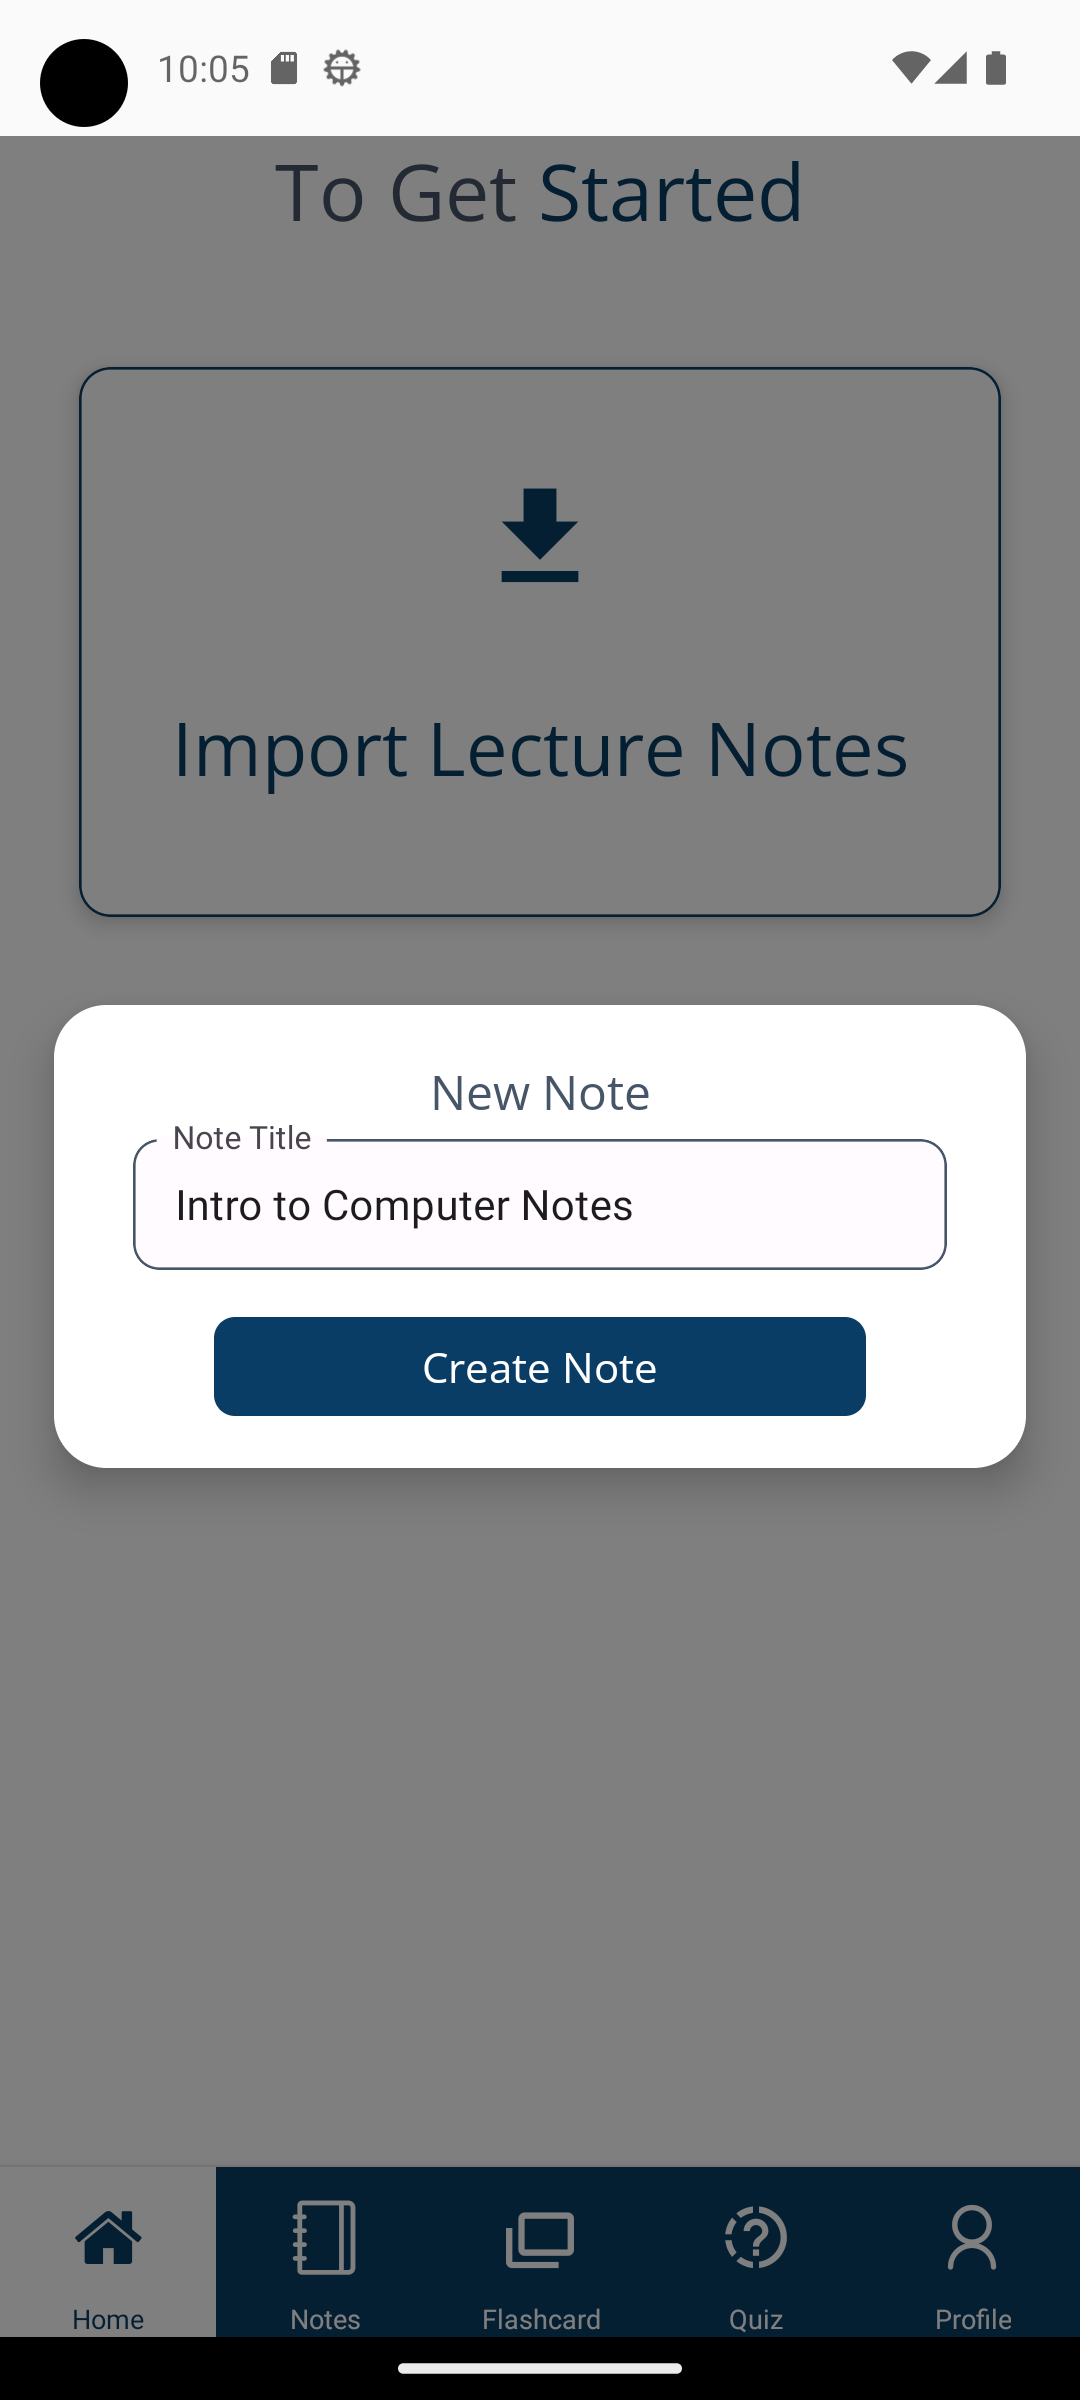 10:05
To Get Started
Import Lecture Notes
New Note
Note Title
Intro to Computer Notes
Create Note
Home
Notes
Flashcard
Quiz
Profile